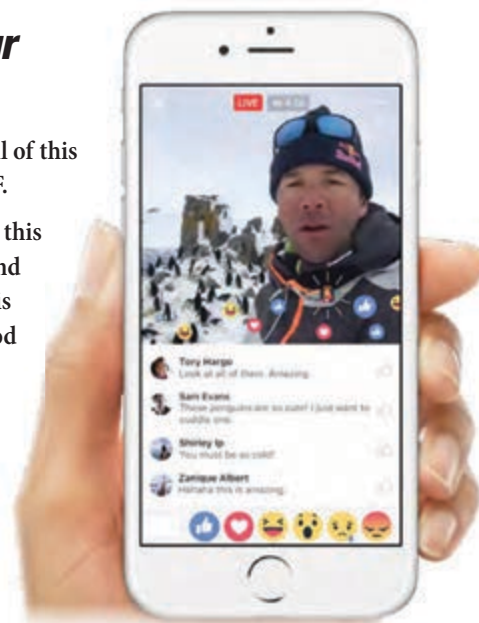 ur
l of this
F.
this
nd
is
od
LIVE
Tory Hargo
Look at all of them. Amazing.
Sam Evans
These penguins are so cute! I just want to
cuddle one.
Shirley Ip
You must be so cold!
Zanique Albert
Hahaha this is amazing.